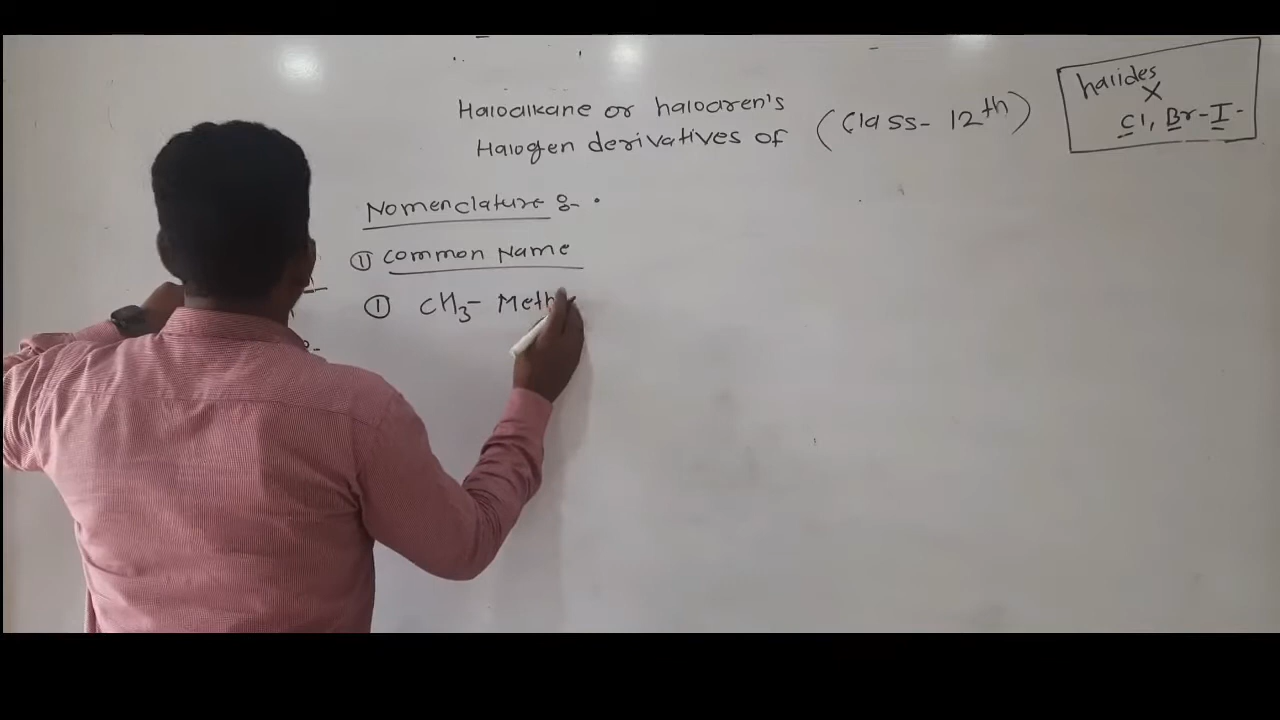 Haloalkane or haloaren's
Halogen derivatives of
(Class- 12th)
halides
X
Cl, Br-I-
Nomenclature :- .
① Common Name
① CH3- Meth